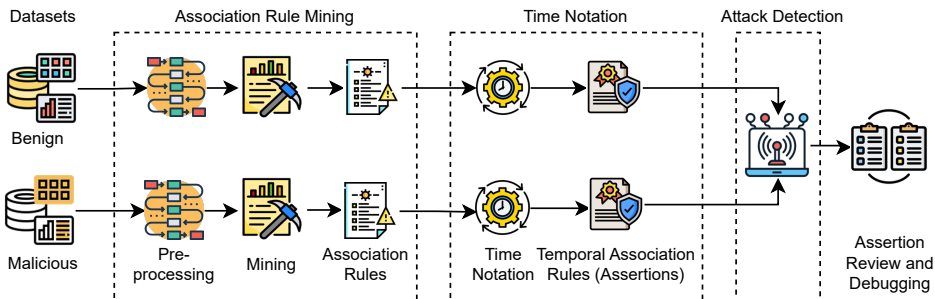 Datasets
Association Rule Mining
Time Notation
Attack Detection
Benign
Malicious
Pre-
processing
Mining
Association
Rules
Time
Notation
Temporal Association
Rules (Assertions)
Assertion
Review and
Debugging